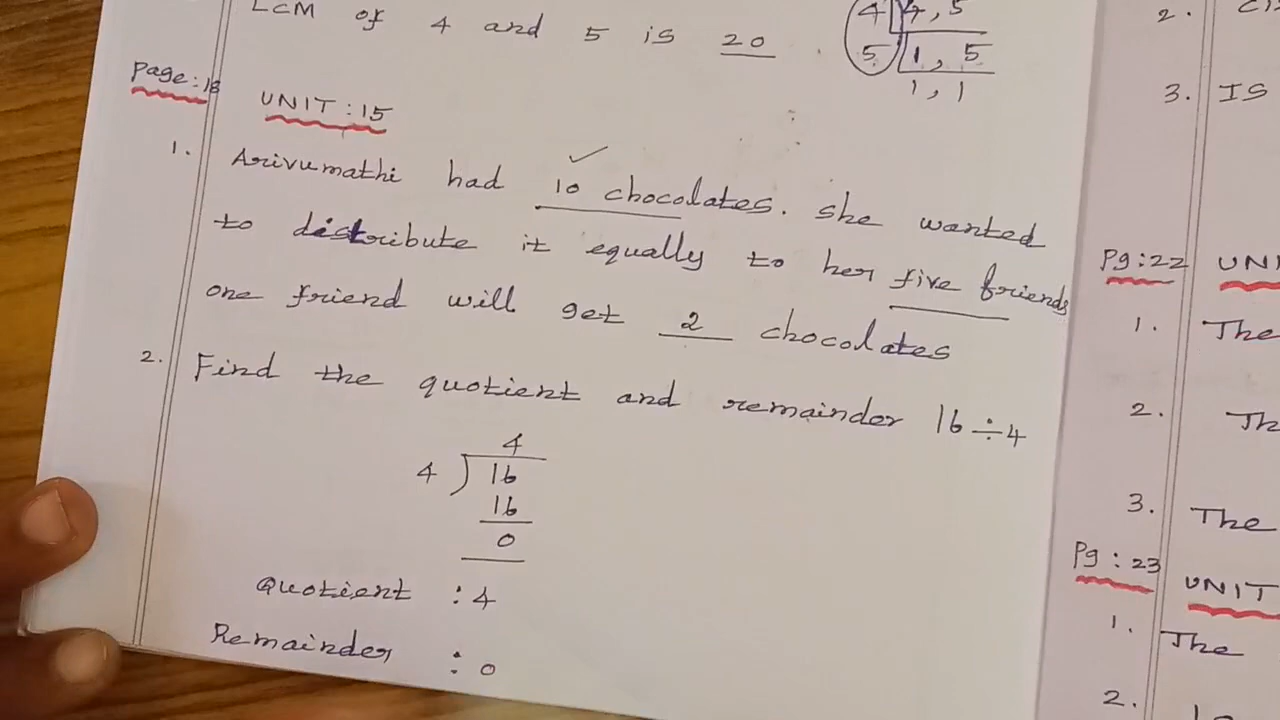 LCM of 4 and 5 is 20.
4 4, 5
5 1, 5
1, 1
Page:18
UNIT : 15
1. Arivumathi had 10 chocolates. She wanted
to distribute it equally to her five friends
one friend will get 2 chocolates
2. Find the quotient and remainder 16 ÷ 4
4
4 ) 16
16
0
Quotient : 4
Remainder : 0
2.
3. IS
Pg:22
1. The
2. Th
3. The
Pg : 23 UNIT
1. The
2.